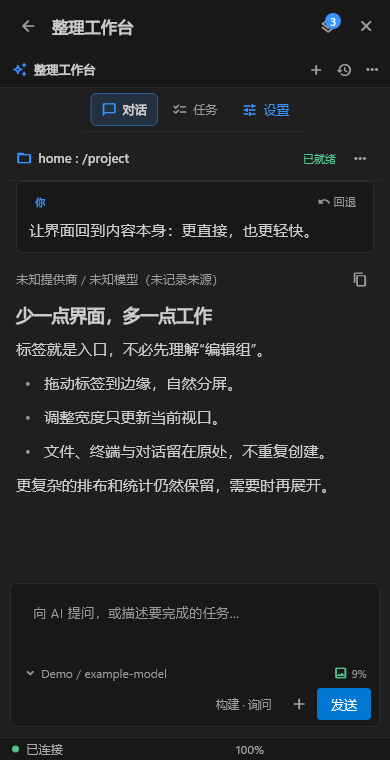 整理工作台
3
整理工作台
对话
任务
设置
home : /project
已就绪
你
回退
让界面回到内容本身：更直接，也更轻快。
未知提供商 / 未知模型（未记录来源）
少一点界面，多一点工作
标签就是入口，不必先理解“编辑组”。
• 拖动标签到边缘，自然分屏。
• 调整宽度只更新当前视口。
• 文件、终端与对话留在原处，不重复创建。
更复杂的排布和统计仍然保留，需要时再展开。
向 AI 提问，或描述要完成的任务...
Demo / example-model
9%
构建 · 询问
发送
已连接
100%